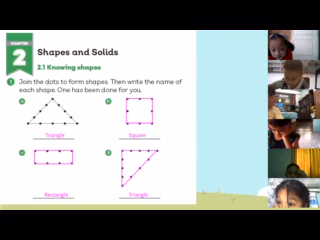 CHAPTER
2
Shapes and Solids
2.1 Knowing shapes
1 Join the dots to form shapes. Then write the name of
each shape. One has been done for you.
a
b
Triangle
Square
c
d
Rectangle
Triangle